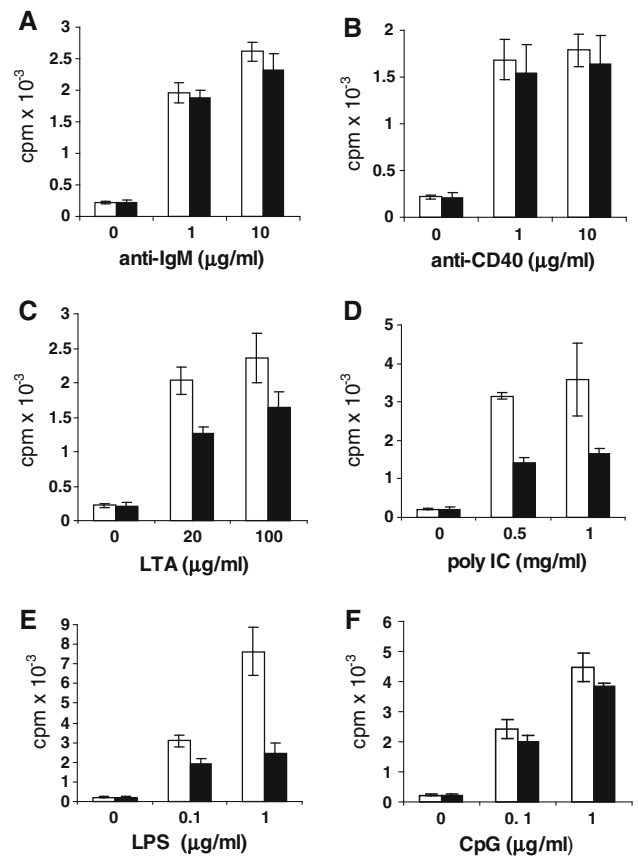 A
cpm x 10-3
3
2.5
2
1.5
1
0.5
0
0 1 10
anti-IgM (μg/ml)
B
cpm x 10-3
2
1.5
1
0.5
0
0 1 10
anti-CD40 (μg/ml)
C
cpm x 10-3
3
2.5
2
1.5
1
0.5
0
0 20 100
LTA (μg/ml)
D
cpm x 10-3
5
4
3
2
1
0
0 0.5 1
poly IC (mg/ml)
E
cpm x 10-3
9
8
7
6
5
4
3
2
1
0
0 0.1 1
LPS (μg/ml)
F
cpm x 10-3
6
5
4
3
2
1
0
0 0. 1 1
CpG (μg/ml)